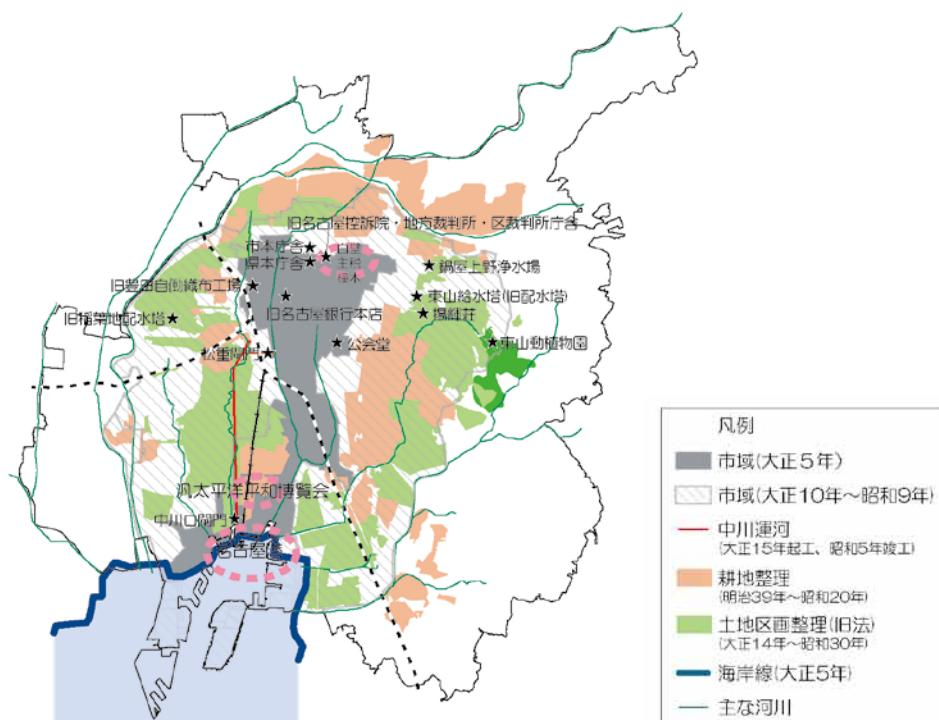 旧名古屋控訴院・地方裁判所・区裁判所庁舎
市本庁舎
県本庁舎
白壁
主税
橦木
鍋屋上野浄水場
旧豊田自働織布工場
東山給水塔(旧配水塔)
旧名古屋銀行本店
揚輝荘
旧稲葉地配水塔
公会堂
東山動植物園
松重閘門
汎太平洋平和博覧会
中川口閘門
名古屋港
凡例
市域(大正5年)
市域(大正10年〜昭和9年)
中川運河
(大正15年起工、昭和5年竣工)
耕地整理
(明治39年〜昭和20年)
土地区画整理(旧法)
(大正14年〜昭和30年)
海岸線(大正5年)
主な河川